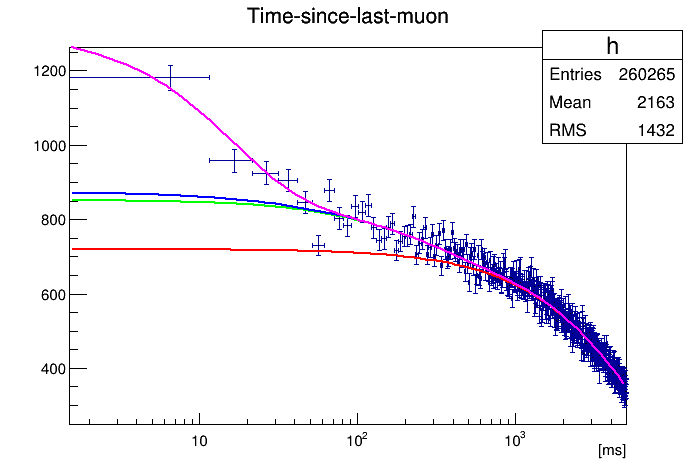 Time-since-last-muon
h
Entries 260265
Mean 2163
RMS 1432
1200
1000
800
600
400
10
10²
10³
[ms]